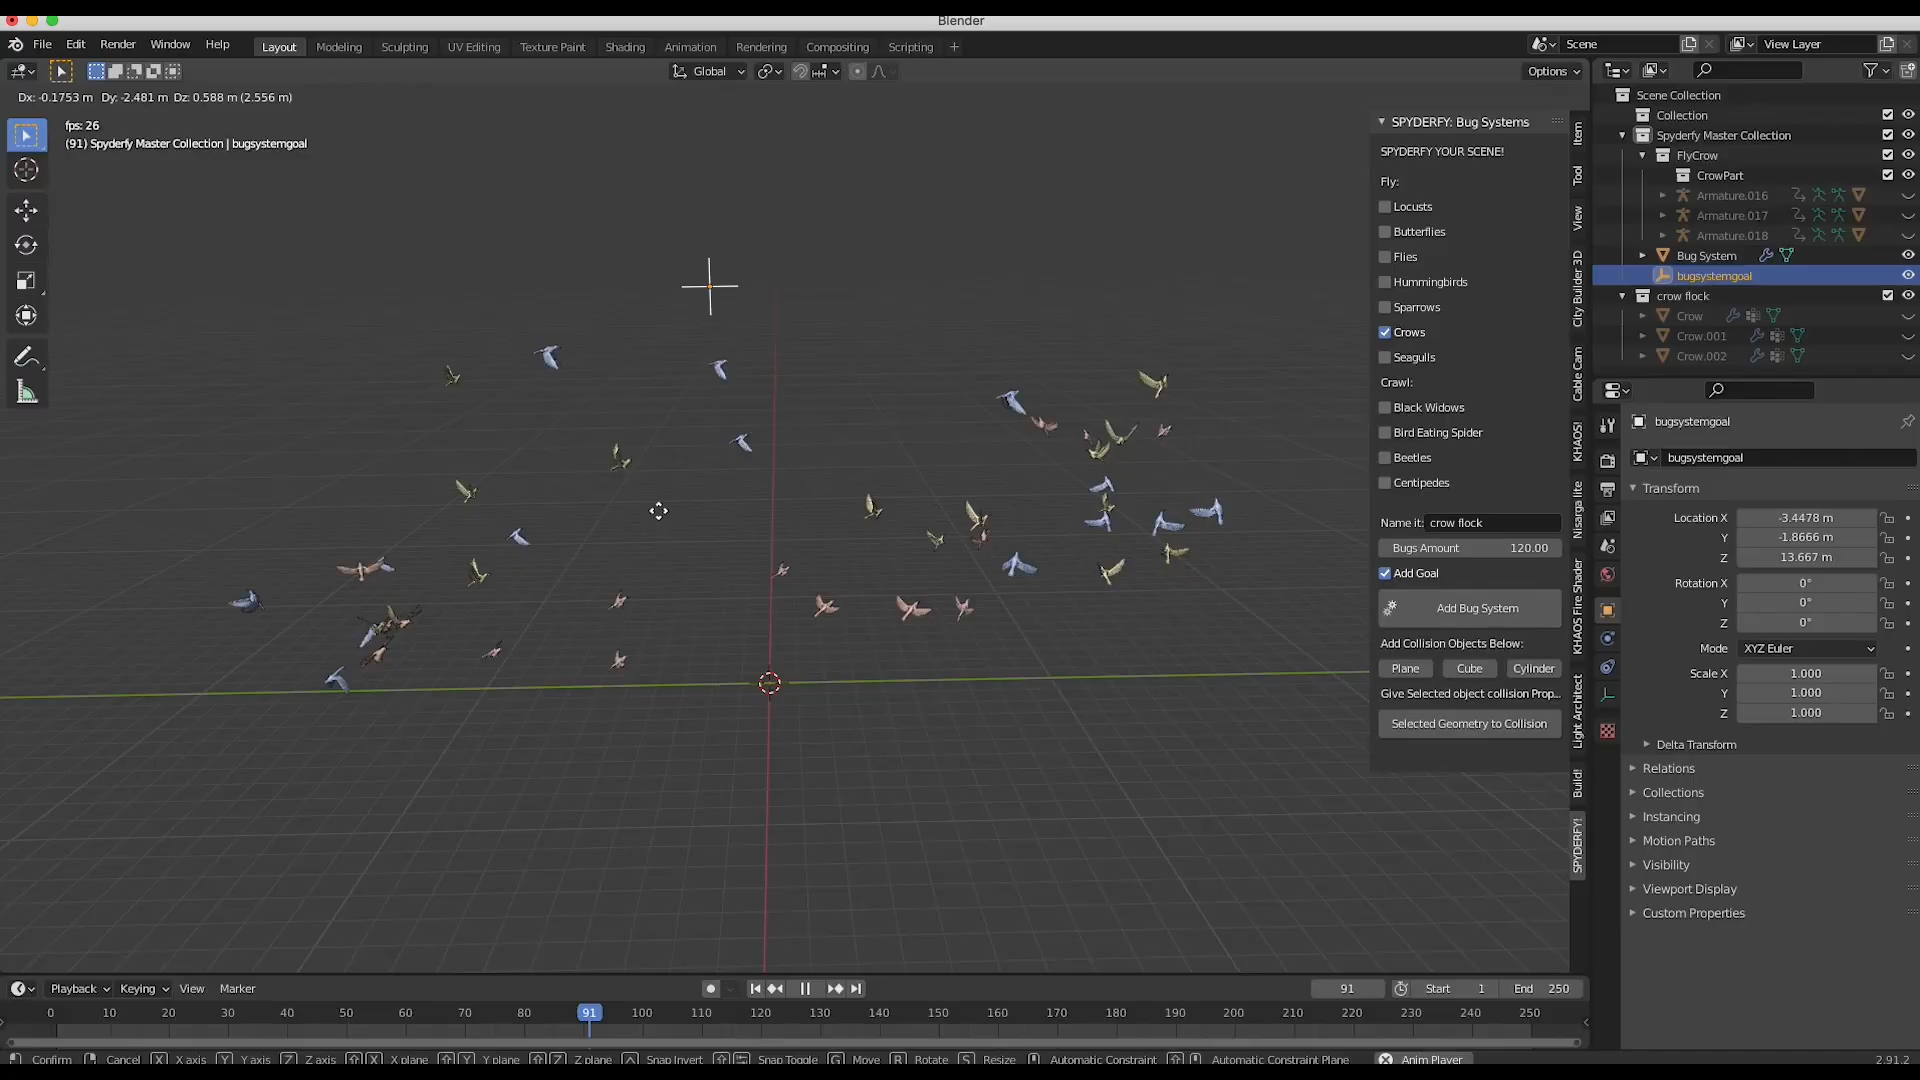 Blender
File Edit Render Window Help Layout Modeling Sculpting UV Editing Texture Paint Shading Animation Rendering Compositing Scripting + Scene View Layer
Global Options
Dx: -0.1753 m Dy: -2.481 m Dz: 0.588 m (2.556 m)
fps: 26
(91) Spyderfy Master Collection | bugsystemgoal
SPYDERFY: Bug Systems
SPYDERFY YOUR SCENE!
Fly:
Locusts
Butterflies
Flies
Hummingbirds
Sparrows
Crows
Seagulls
Crawl:
Black Widows
Bird Eating Spider
Beetles
Centipedes
Name it: crow flock
Bugs Amount 120.00
Add Goal
Add Bug System
Add Collision Objects Below:
Plane Cube Cylinder
Give Selected object collision Prop...
Selected Geometry to Collision
Item
Tool
View
City Builder 3D
Cable Cam
KHAOS!
Nisarga lite
KHAOS Fire Shader
Light Architect
Build!
SPYDERFY!
Scene Collection
Collection
Spyderfy Master Collection
FlyCrow
CrowPart
Armature.016
Armature.017
Armature.018
Bug System
bugsystemgoal
crow flock
Crow
Crow.001
Crow.002
bugsystemgoal
bugsystemgoal
Transform
Location X -3.4478 m
Y -1.8666 m
Z 13.667 m
Rotation X 0°
Y 0°
Z 0°
Mode XYZ Euler
Scale X 1.000
Y 1.000
Z 1.000
Delta Transform
Relations
Collections
Instancing
Motion Paths
Visibility
Viewport Display
Custom Properties
Playback Keying View Marker 91 Start 1 End 250
0 10 20 30 40 50 60 70 80 91 100 110 120 130 140 150 160 170 180 190 200 210 220 230 240 250
Confirm Cancel X X axis Y Y axis Z Z axis X X plane Y Y plane Z Z plane Snap Invert Snap Toggle G Move R Rotate S Resize Automatic Constraint Automatic Constraint Plane Anim Player 2.91.2